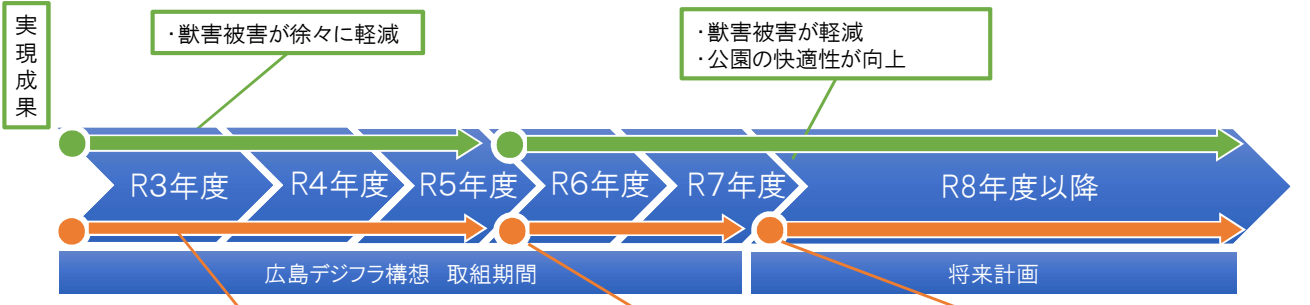 実現成果
・獣害被害が徐々に軽減
・獣害被害が軽減
・公園の快適性が向上
R3年度
R4年度
R5年度
R6年度
R7年度
R8年度以降
広島デジフラ構想 取組期間
将来計画